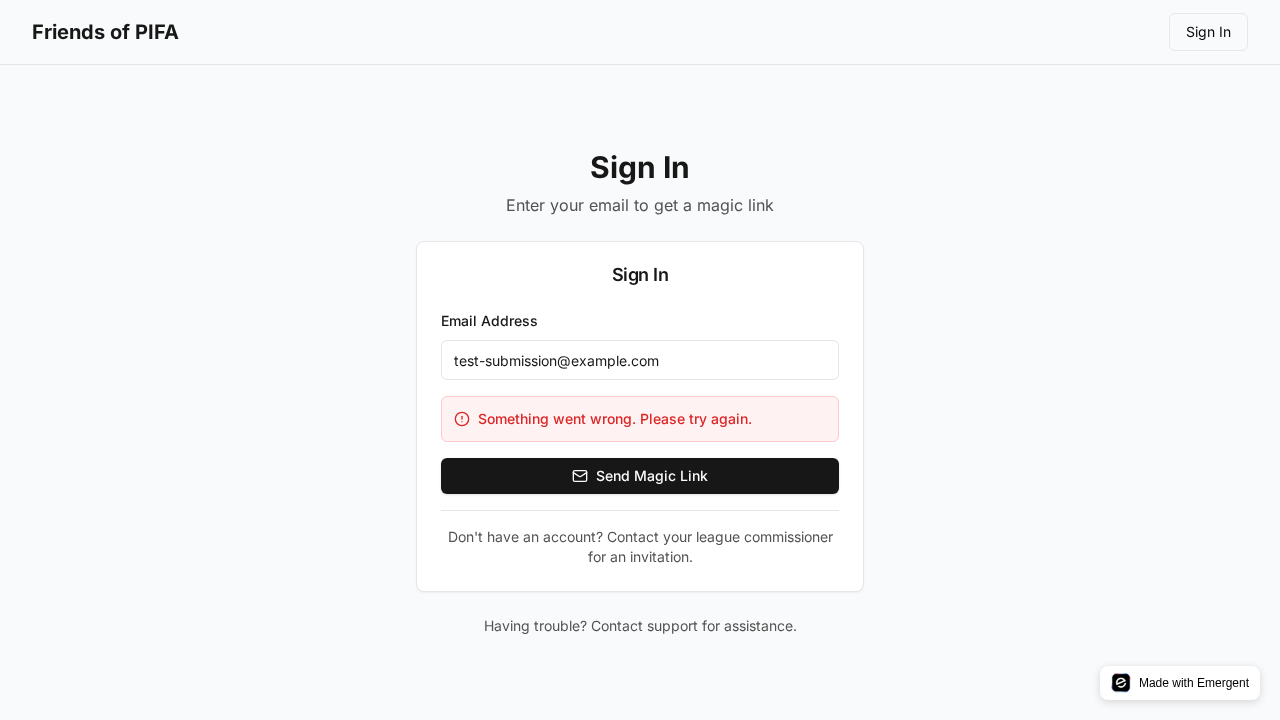 Friends of PIFA
Sign In
Sign In
Enter your email to get a magic link
Sign In
Email Address
test-submission@example.com
Something went wrong. Please try again.
Send Magic Link
Don't have an account? Contact your league commissioner
for an invitation.
Having trouble? Contact support for assistance.
Made with Emergent